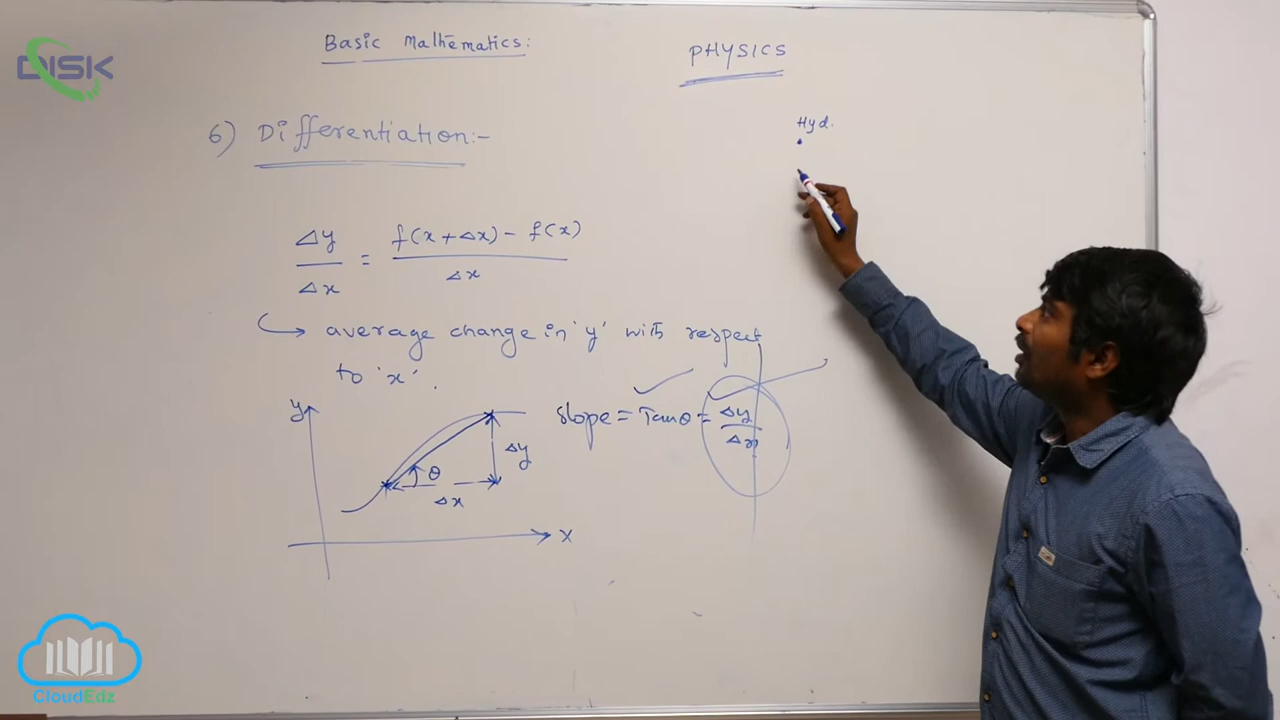 DISK
Basic Mathematics:
PHYSICS
6) Differentiation:-
Hyd.
Δy/Δx = f(x+Δx) - f(x)/Δx
↳ average change in 'y' with respect
to 'x'.
y
slope = Tanθ = Δy/Δx
θ
Δy
Δx
x
CloudEdz